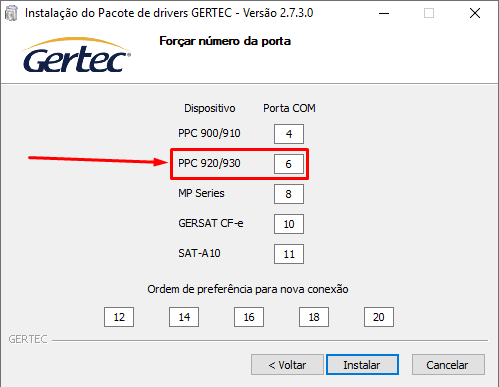 Instalação do Pacote de drivers GERTEC - Versão 2.7.3.0
Gertec
Forçar número da porta
Dispositivo Porta COM
PPC 900/910 4
PPC 920/930 6
MP Series 8
GERSAT CF-e 10
SAT-A10 11
Ordem de preferência para nova conexão
12 14 16 18 20
GERTEC
< Voltar Instalar Cancelar